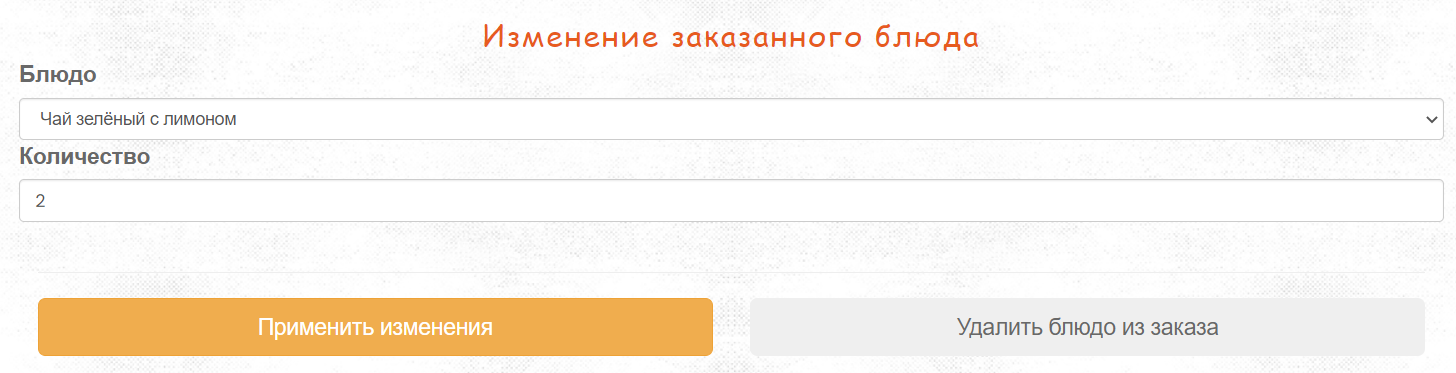 Изменение заказанного блюда
Блюдо
Чай зелёный с лимоном
Количество
2
Применить изменения
Удалить блюдо из заказа